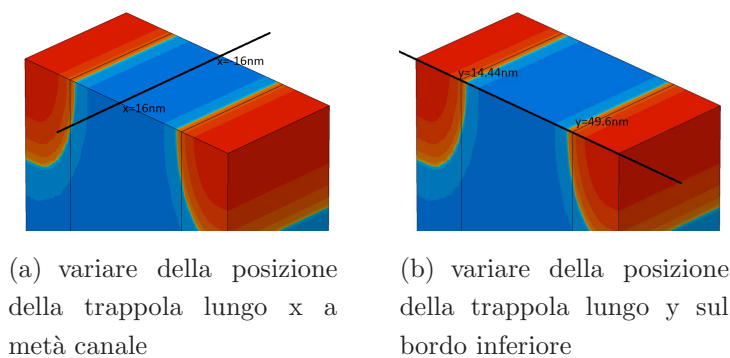 x=-16nm
x=16nm
y=14.44nm
y=49.6nm
(a) variare della posizione
della trappola lungo x a
metà canale
(b) variare della posizione
della trappola lungo y sul
bordo inferiore